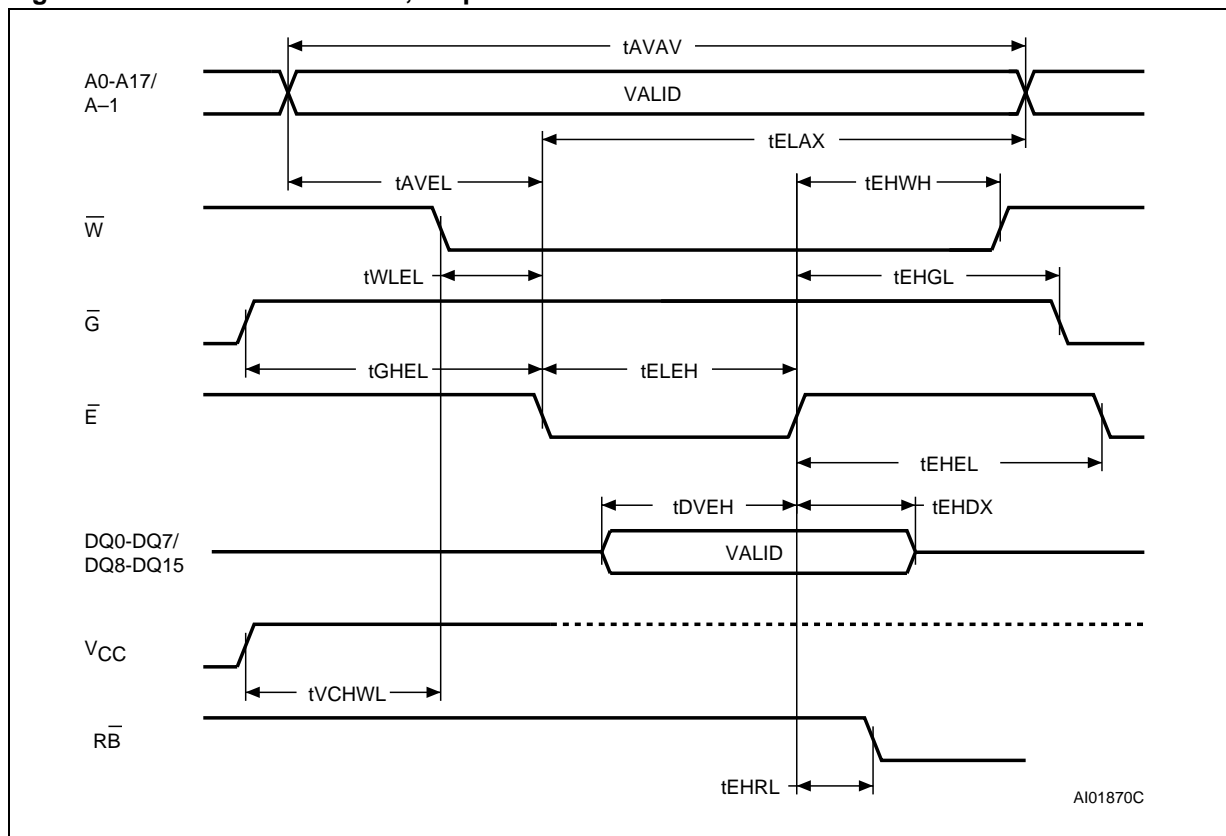 tAVAV
A0-A17/
A–1
VALID
tELAX
tAVEL
tEHWH
W̅
tWLEL
tEHGL
G̅
tGHEL
tELEH
E̅
tEHEL
tDVEH
tEHDX
DQ0-DQ7/
DQ8-DQ15
VALID
VCC
tVCHWL
RB̅
tEHRL
AI01870C